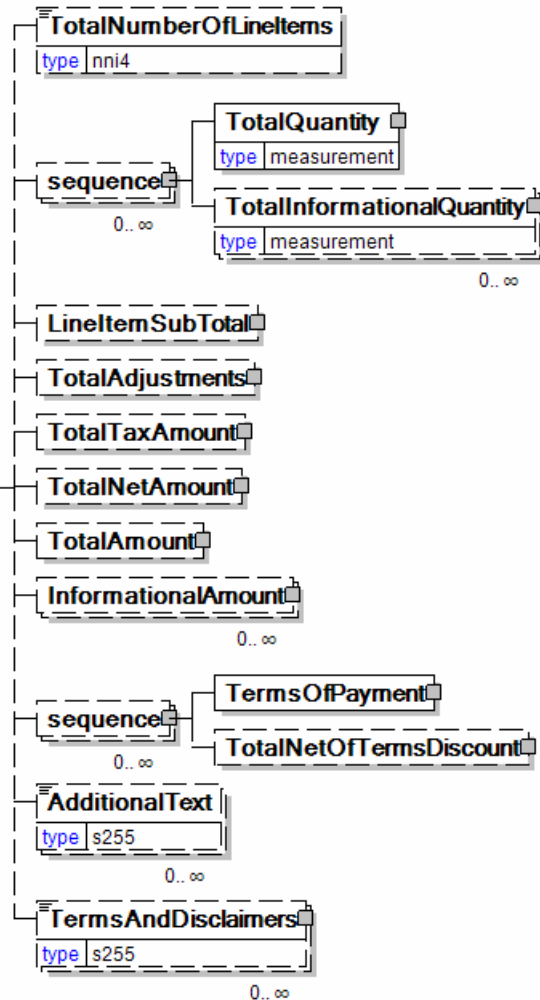 TotalNumberOfLineItems
type nni4
TotalQuantity
type measurement
sequence
0.. ∞
TotalInformationalQuantity
type measurement
0.. ∞
LineItemSubTotal
TotalAdjustments
TotalTaxAmount
TotalNetAmount
TotalAmount
InformationalAmount
0.. ∞
TermsOfPayment
sequence
0.. ∞
TotalNetOfTermsDiscount
AdditionalText
type s255
0.. ∞
TermsAndDisclaimers
type s255
0.. ∞